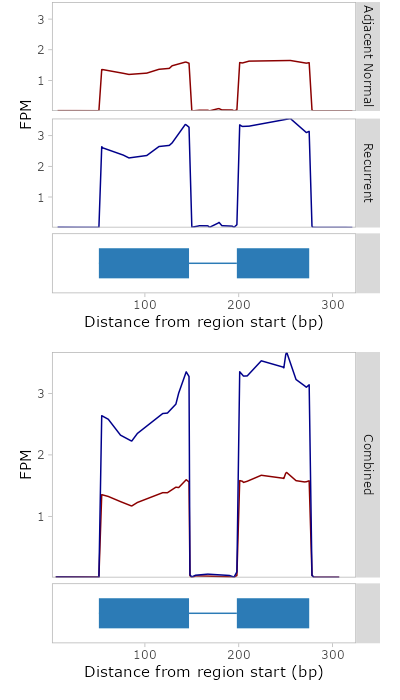 3
2
1
Adjacent Normal
FPM
3
2
1
Recurrent
100
200
300
Distance from region start (bp)
3
2
1
FPM
Combined
100
200
300
Distance from region start (bp)